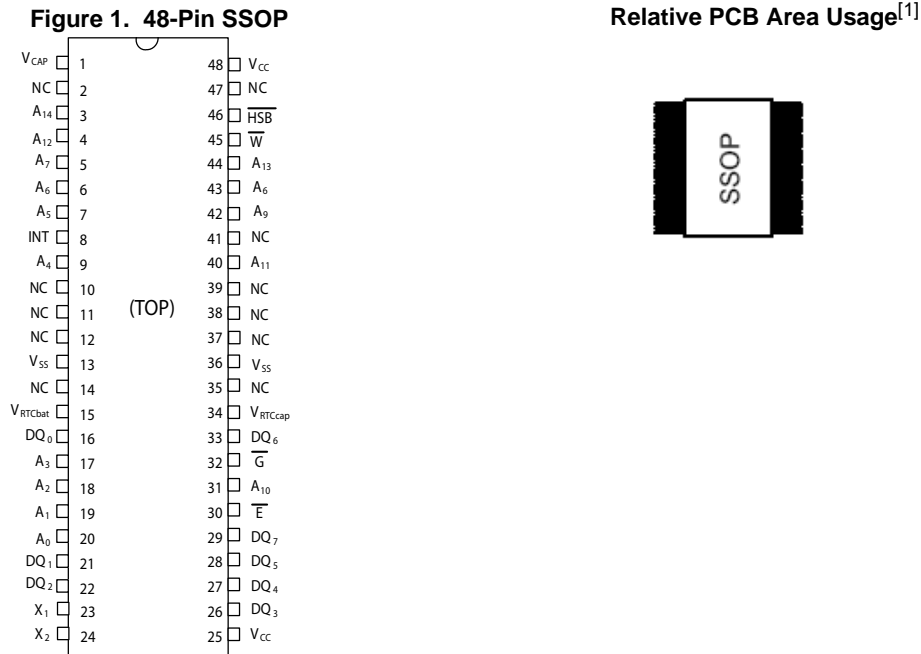 Figure 1. 48-Pin SSOP
Relative PCB Area Usage[1]
VCAP 1 48 VCC
NC 2 47 NC
A14 3 46 HSB
A12 4 45 W
A7 5 44 A13
A6 6 43 A6
A5 7 42 A9
INT 8 41 NC
A4 9 40 A11
NC 10 39 NC
NC 11 (TOP) 38 NC
NC 12 37 NC
VSS 13 36 VSS
NC 14 35 NC
VRTCbat 15 34 VRTCcap
DQ0 16 33 DQ6
A3 17 32 G
A2 18 31 A10
A1 19 30 E
A0 20 29 DQ7
DQ1 21 28 DQ5
DQ2 22 27 DQ4
X1 23 26 DQ3
X2 24 25 VCC
SSOP